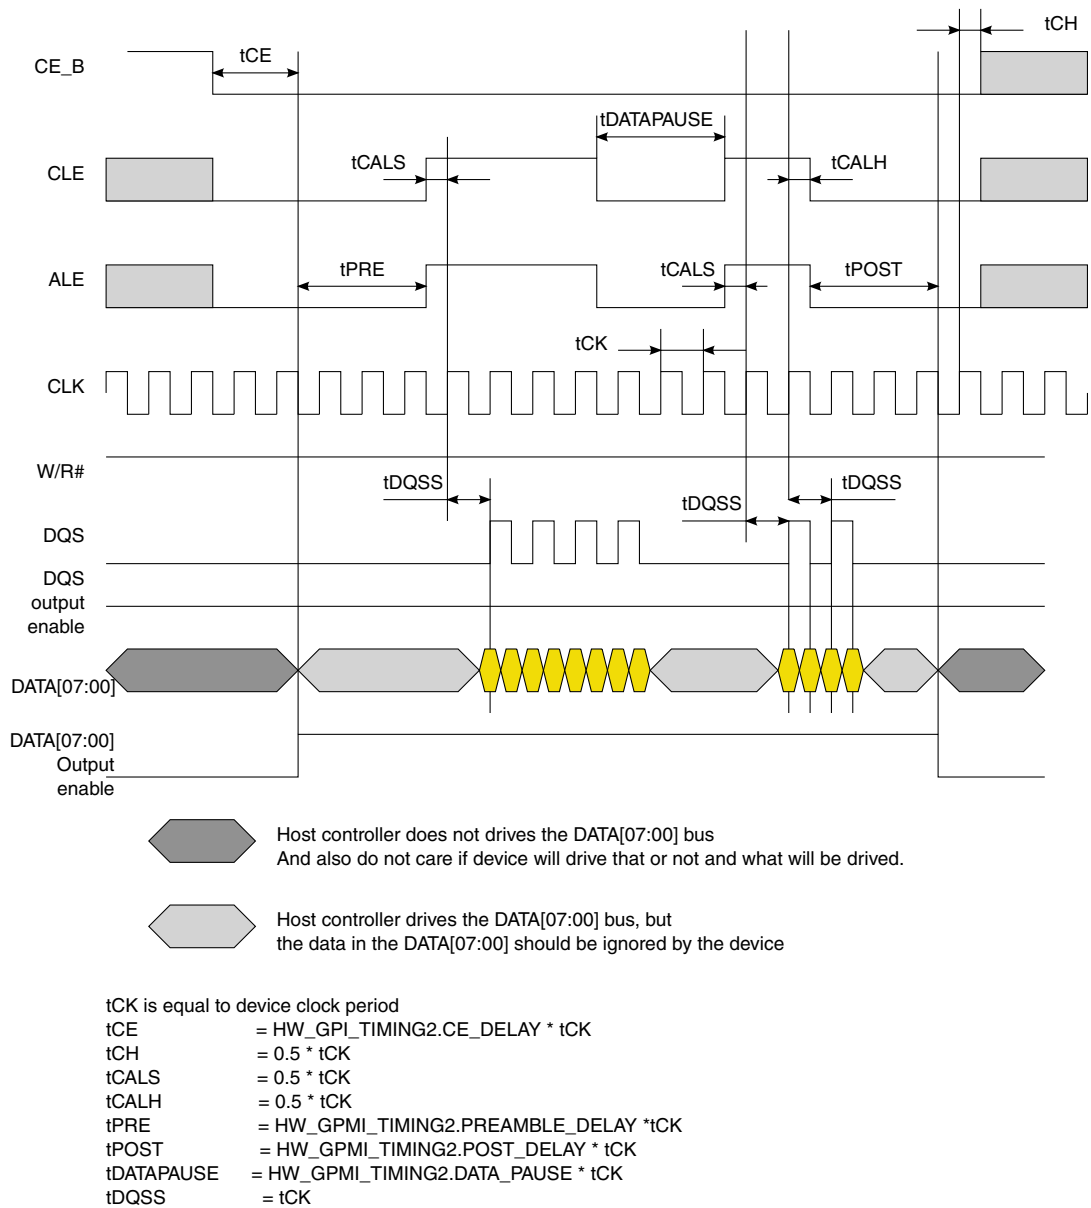 tCH
tCE
CE_B
tDATAPAUSE
tCALS
tCALH
CLE
tPRE
tCALS
tPOST
ALE
tCK
CLK
W/R#
tDQSS
tDQSS
tDQSS
DQS
DQS
output
enable
DATA[07:00]
DATA[07:00]
Output
enable
Host controller does not drives the DATA[07:00] bus
And also do not care if device will drive that or not and what will be drived.
Host controller drives the DATA[07:00] bus, but
the data in the DATA[07:00] should be ignored by the device
tCK is equal to device clock period
tCE = HW_GPI_TIMING2.CE_DELAY * tCK
tCH = 0.5 * tCK
tCALS = 0.5 * tCK
tCALH = 0.5 * tCK
tPRE = HW_GPMI_TIMING2.PREAMBLE_DELAY *tCK
tPOST = HW_GPMI_TIMING2.POST_DELAY * tCK
tDATAPAUSE = HW_GPMI_TIMING2.DATA_PAUSE * tCK
tDQSS = tCK